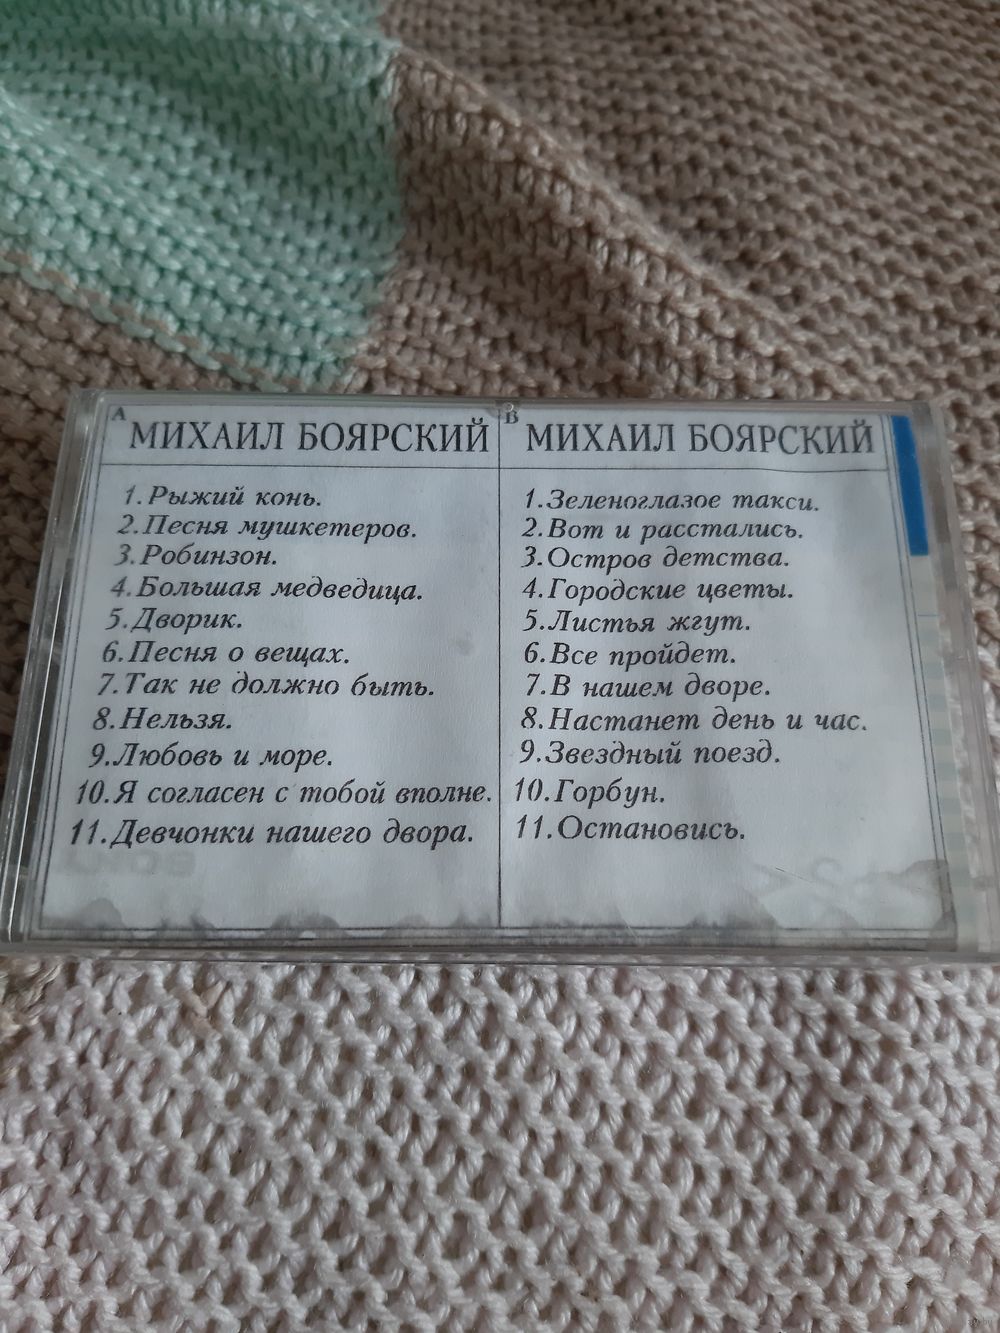 A
МИХАИЛ БОЯРСКИЙ
1.Рыжий конь.
2.Песня мушкетеров.
3.Робинзон.
4.Большая медведица.
5.Дворик.
6.Песня о вещах.
7.Так не должно быть.
8.Нельзя.
9.Любовь и море.
10.Я согласен с тобой вполне.
11.Девчонки нашего двора.
B
МИХАИЛ БОЯРСКИЙ
1.Зеленоглазое такси.
2.Вот и расстались.
3.Остров детства.
4.Городские цветы.
5.Листья жгут.
6.Все пройдет.
7.В нашем дворе.
8.Настанет день и час.
9.Звездный поезд.
10.Горбун.
11.Остановись.